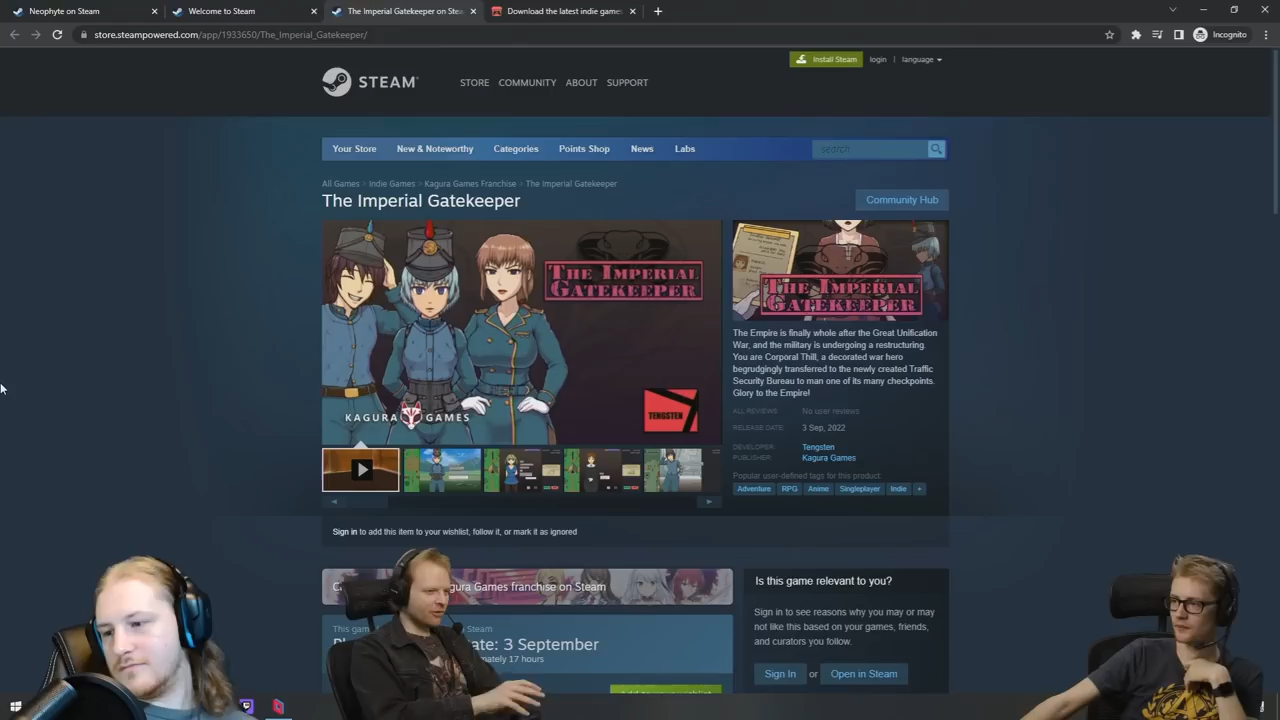 Neophyte on Steam
Welcome to Steam
The Imperial Gatekeeper on Stea
Download the latest indie games
store.steampowered.com/app/1933650/The_Imperial_Gatekeeper/
Incognito
Install Steam
login
language
STEAM
STORE
COMMUNITY
ABOUT
SUPPORT
Your Store
New & Noteworthy
Categories
Points Shop
News
Labs
search
All Games > Indie Games > Kagura Games Franchise > The Imperial Gatekeeper
The Imperial Gatekeeper
Community Hub
THE IMPERIAL
GATEKEEPER
KAGURA GAMES
TENGSTEN
THE IMPERIAL
GATEKEEPER
The Empire is finally whole after the Great Unification
War, and the military is undergoing a restructuring.
You are Corporal Thill, a decorated war hero
begrudgingly transferred to the newly created Traffic
Security Bureau to man one of its many checkpoints.
Glory to the Empire!
ALL REVIEWS: No user reviews
RELEASE DATE: 3 Sep, 2022
DEVELOPER: Tengsten
PUBLISHER: Kagura Games
Popular user-defined tags for this product
Adventure RPG Anime Singleplayer Indie +
Sign in to add this item to your wishlist, follow it, or mark it as ignored
gura Games franchise on Steam
This gam
Steam
ate: 3 September
mately 17 hours
Is this game relevant to you?
Sign in to see reasons why you may or may
not like this based on your games, friends,
and curators you follow.
Sign In or Open in Steam